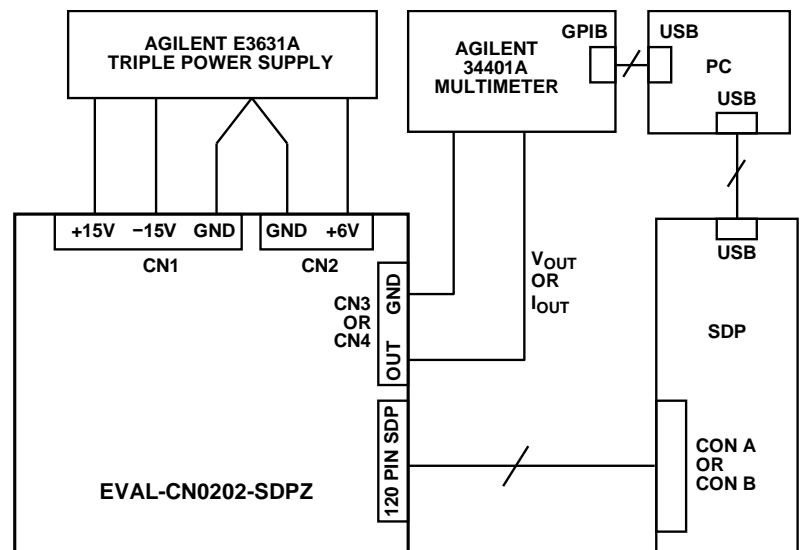 AGILENT E3631A
TRIPLE POWER SUPPLY
AGILENT
34401A
MULTIMETER
GPIB
USB
PC
USB
+15V −15V GND
CN1
GND +6V
CN2
CN3
OR
CN4
GND
OUT
VOUT
OR
IOUT
USB
SDP
120 PIN SDP
CON A
OR
CON B
EVAL-CN0202-SDPZ